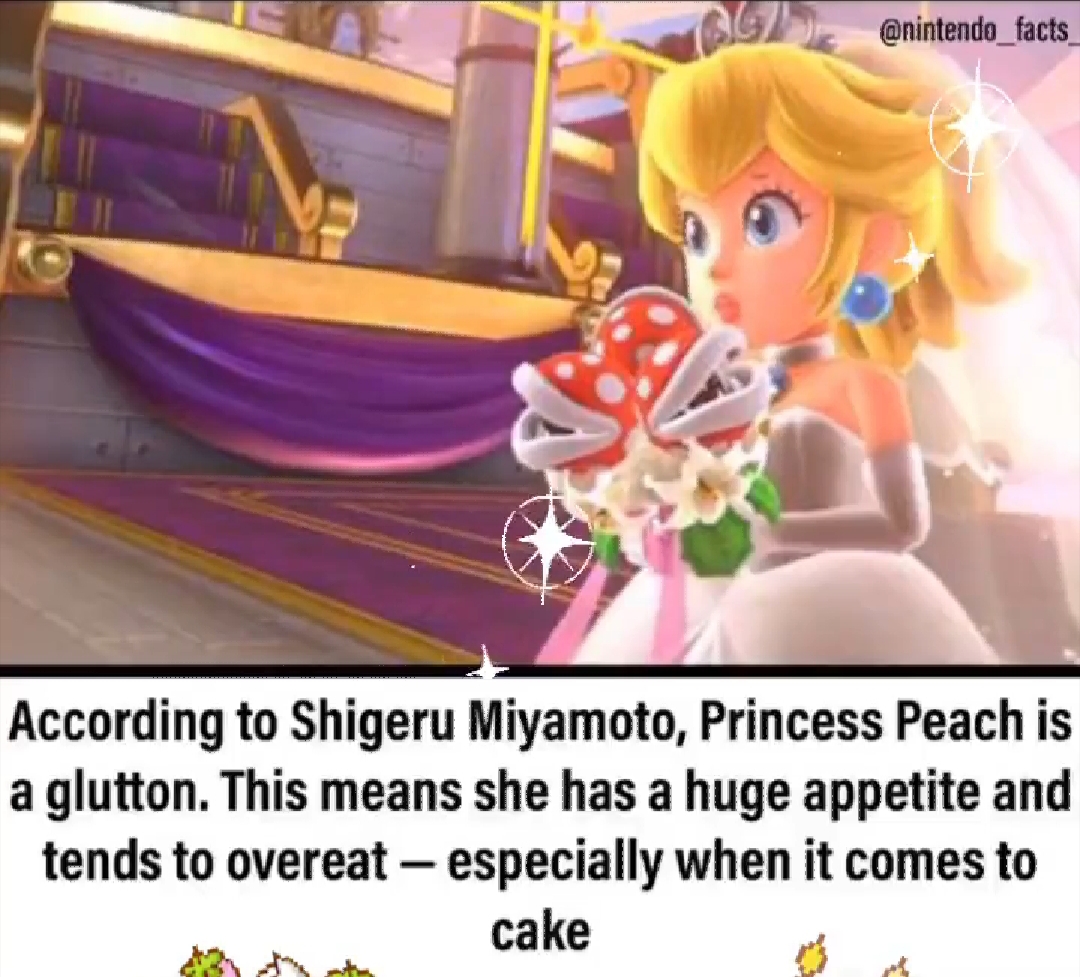 @nintendo_facts_
According to Shigeru Miyamoto, Princess Peach is
a glutton. This means she has a huge appetite and
tends to overeat — especially when it comes to
cake